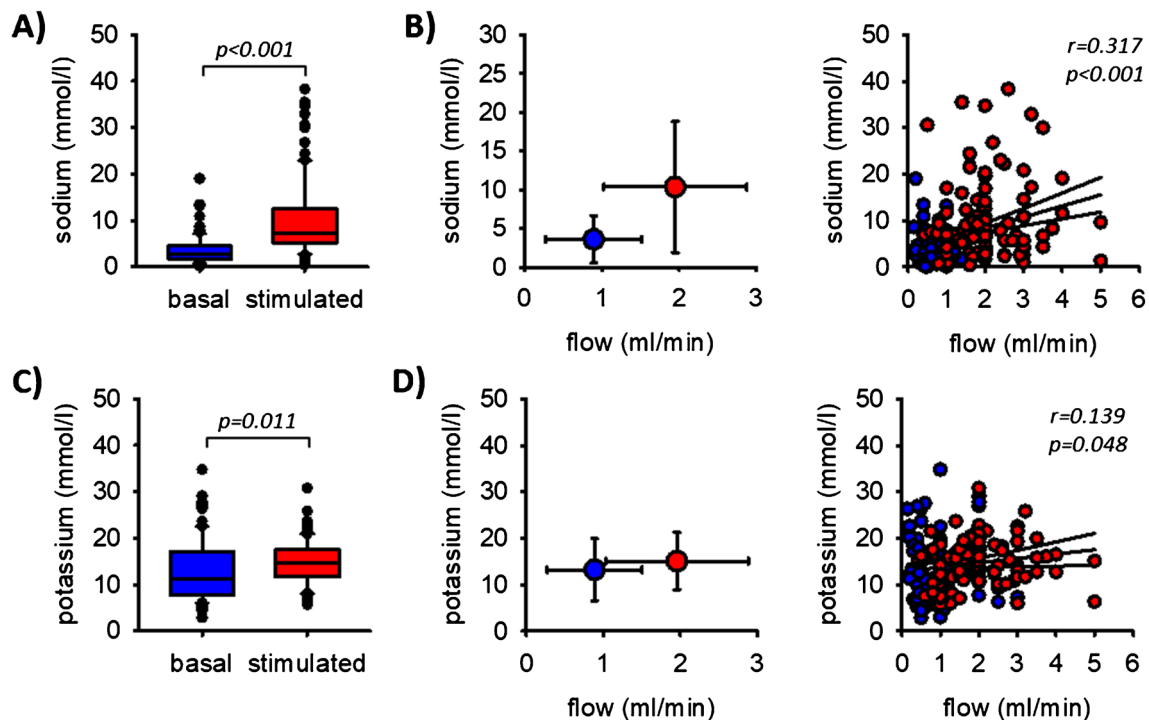 A)
sodium (mmol/l)
50
40
30
20
10
0
p<0.001
basal stimulated
B)
sodium (mmol/l)
30
25
20
15
10
5
0
0 1 2 3
flow (ml/min)
sodium (mmol/l)
50
40
30
20
10
0
r=0.317
p<0.001
0 1 2 3 4 5 6
flow (ml/min)
C)
potassium (mmol/l)
50
40
30
20
10
0
p=0.011
basal stimulated
D)
potassium (mmol/l)
50
40
30
20
10
0
0 1 2 3
flow (ml/min)
potassium (mmol/l)
50
40
30
20
10
0
r=0.139
p=0.048
0 1 2 3 4 5 6
flow (ml/min)